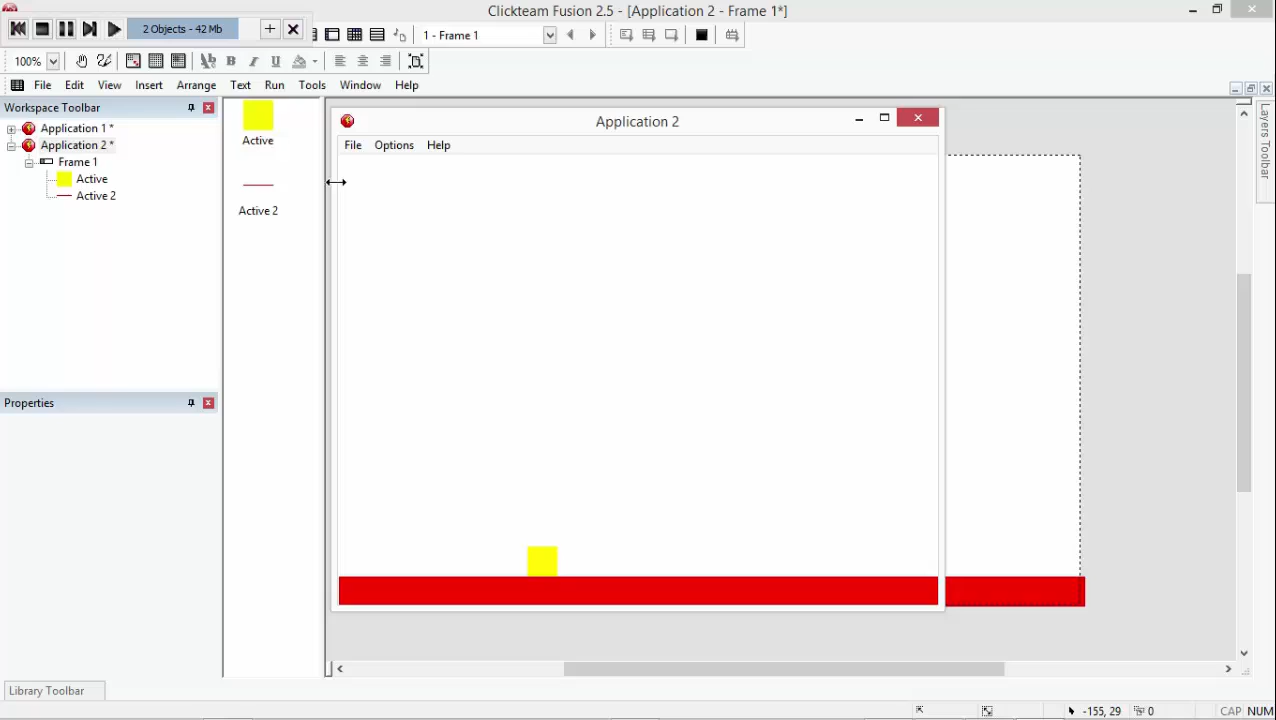 Clickteam Fusion 2.5 - [Application 2 - Frame 1*]
2 Objects - 42 Mb
1 - Frame 1
100%
B I U
File Edit View Insert Arrange Text Run Tools Window Help
Workspace Toolbar
Application 1 *
Application 2 *
Frame 1
Active
Active 2
Active
Active 2
Application 2
File Options Help
Layers Toolbar
Properties
Library Toolbar
-155, 29
0
CAP NUM